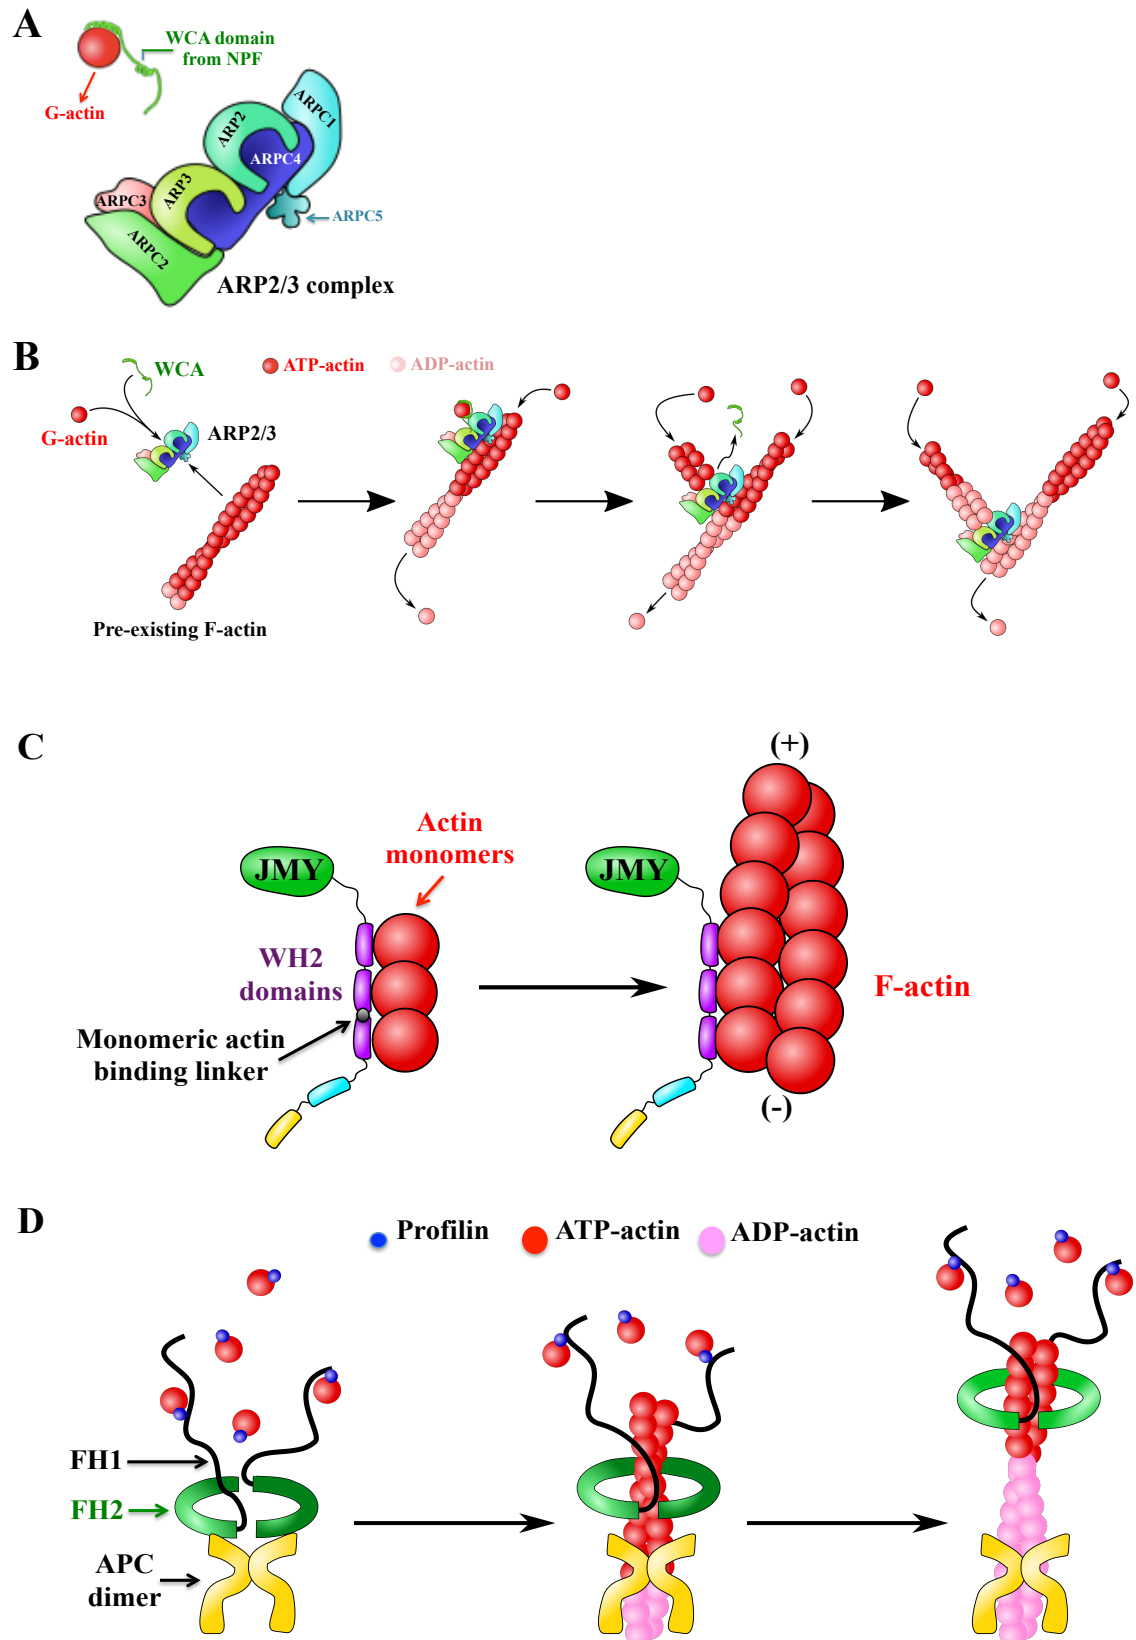 A
WCA domain
from NPF
G-actin
ARPC1
ARP2
ARPC4
ARP3
ARPC3
ARPC5
ARPC2
ARP2/3 complex
B
WCA
ATP-actin
ADP-actin
G-actin
ARP2/3
Pre-existing F-actin
C
(+)
Actin
monomers
JMY
JMY
WH2
domains
F-actin
Monomeric actin
binding linker
(-)
D
Profilin
ATP-actin
ADP-actin
FH1
FH2
APC
dimer